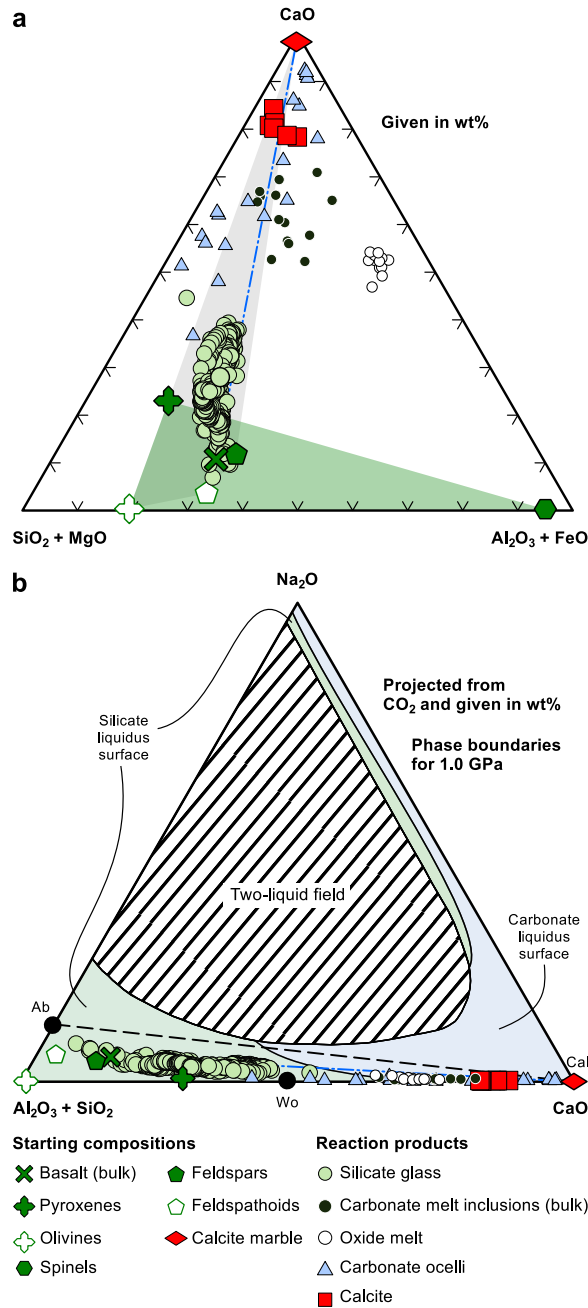 a
CaO
Given in wt%
SiO₂ + MgO
Al₂O₃ + FeO
b
Na₂O
Projected from
CO₂ and given in wt%
Phase boundaries
for 1.0 GPa
Silicate
liquidus
surface
Two-liquid field
Carbonate
liquidus
surface
Ab
Cal
Wo
Al₂O₃ + SiO₂
CaO
Starting compositions
Basalt (bulk)
Pyroxenes
Olivines
Spinels
Feldspars
Feldspathoids
Calcite marble
Reaction products
Silicate glass
Carbonate melt inclusions (bulk)
Oxide melt
Carbonate ocelli
Calcite